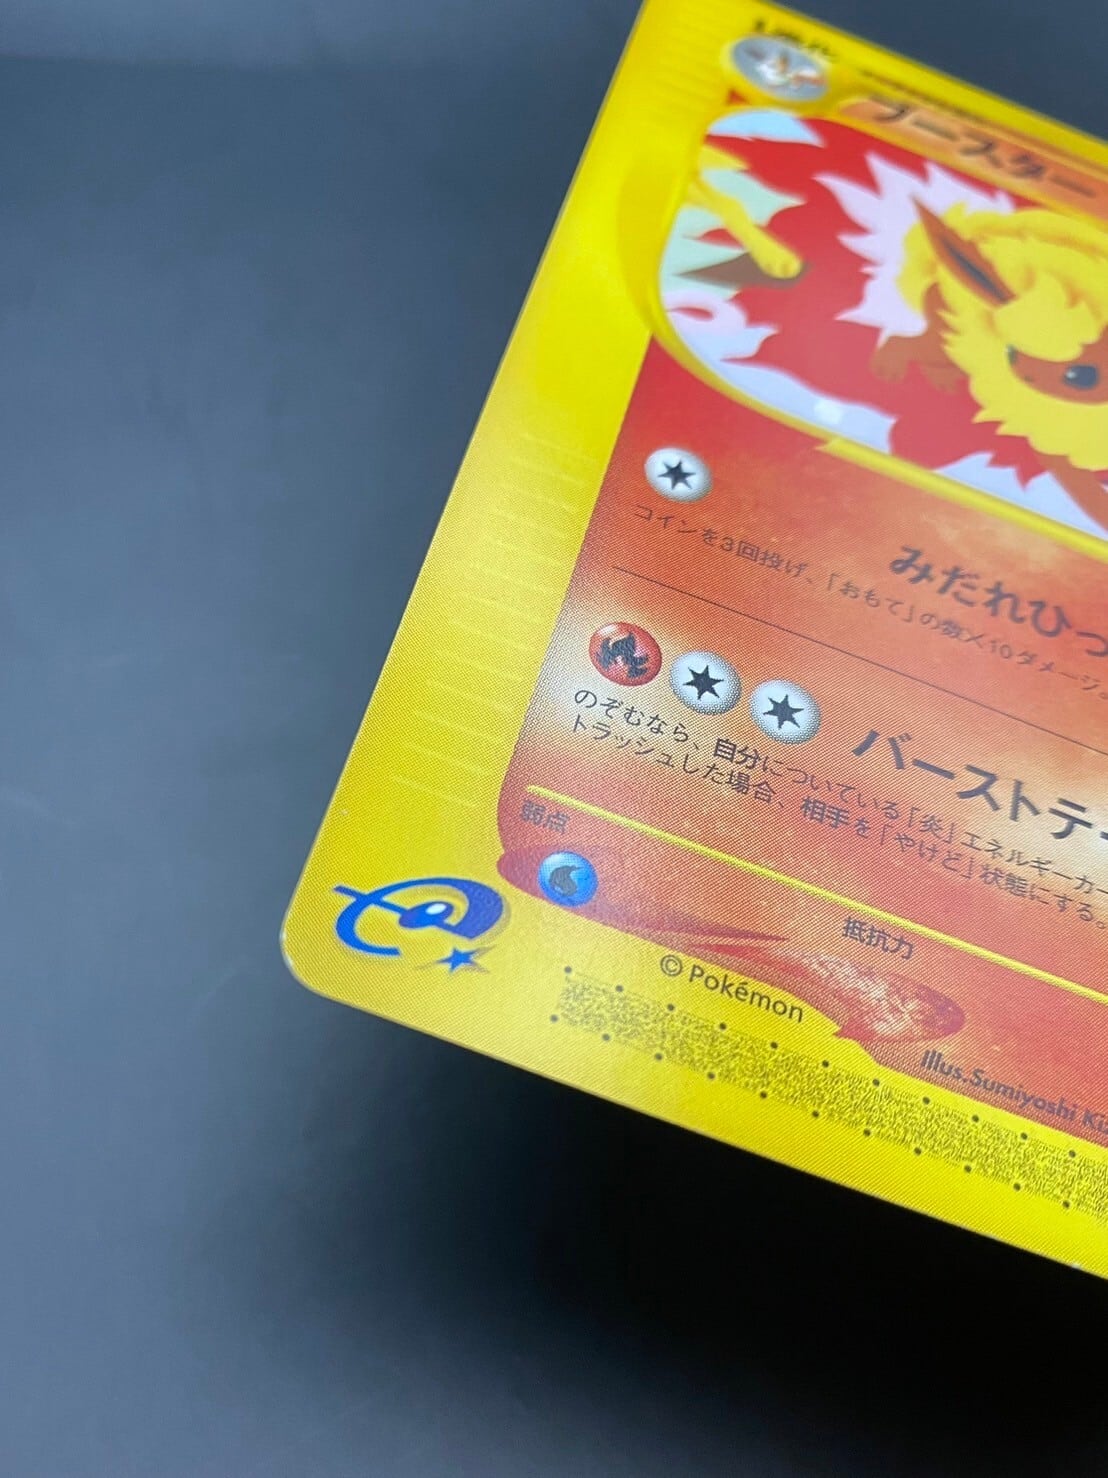 1進化
ブースター
みだれひっ
コインを3回投げ、「おもて」の数×10ダメージ。
バーストテー
のぞむなら、自分についている「炎」エネルギーカー
トラッシュした場合、相手を「やけど」状態にする。
弱点
抵抗力
© Pokémon
Illus.Sumiyoshi Ki